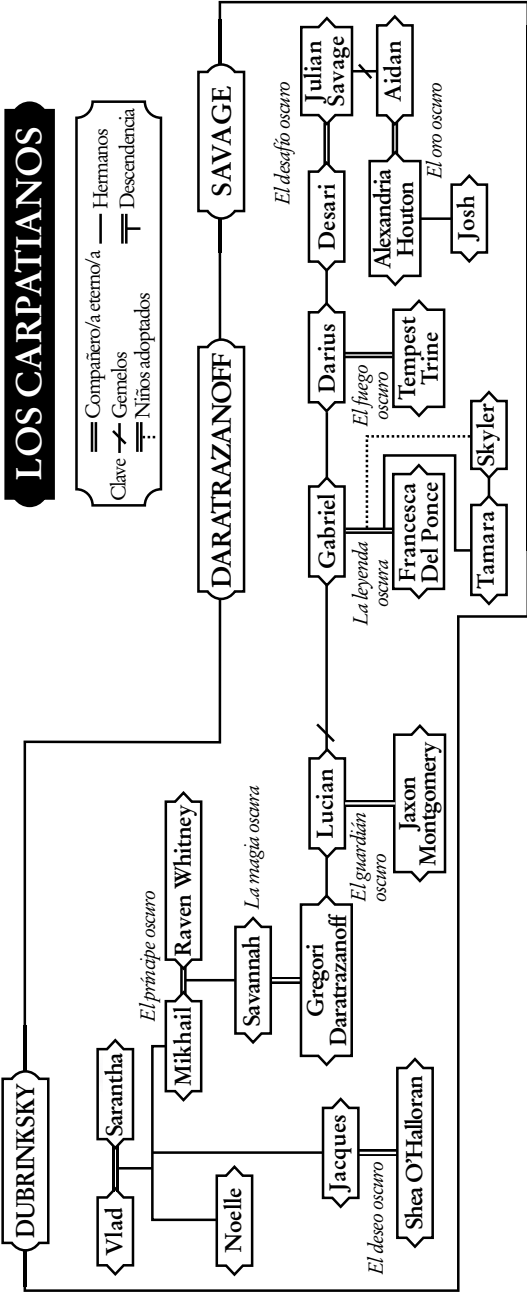 LOS CARPATIANOS
Clave
Compañero/a eterno/a
Hermanos
Gemelos
Descendencia
Niños adoptados
DUBRINKSKY
DARATRAZANOFF
SAVAGE
Vlad
Sarantha
El príncipe oscuro
Mikhail
Raven Whitney
Noelle
Savannah
La magia oscura
Gregori
Daratrazanoff
Jacques
El deseo oscuro
Shea O'Halloran
Lucian
El guardián
oscuro
Jaxon
Montgomery
Gabriel
La leyenda
oscura
Francesca
Del Ponce
Tamara
Skyler
Darius
El fuego
oscuro
Tempest
Trine
Desari
El desafío oscuro
Julian
Savage
Alexandria
Houton
Aidan
El oro oscuro
Josh